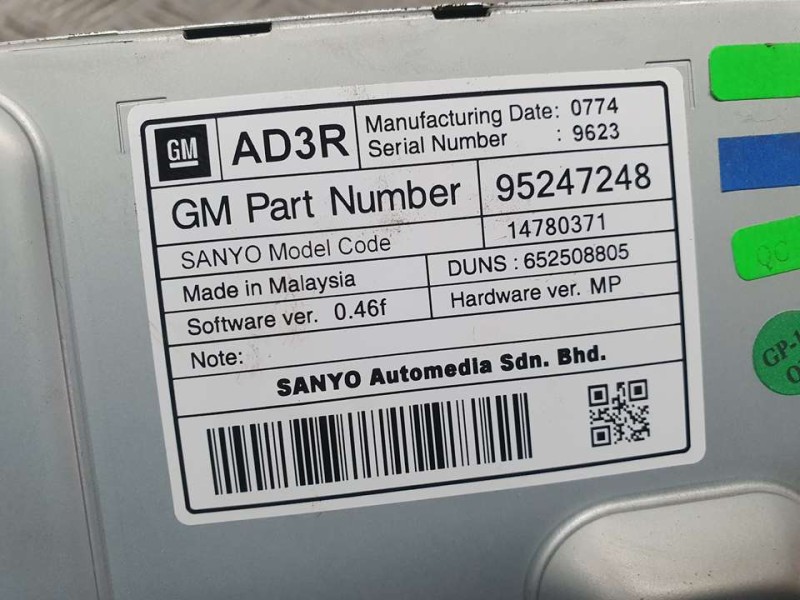 GM
AD3R
Manufacturing Date: 0774
Serial Number : 9623
GM Part Number 95247248
SANYO Model Code 14780371
Made in Malaysia DUNS : 652508805
Software ver. 0.46f Hardware ver. MP
Note:
SANYO Automedia Sdn. Bhd.
QC